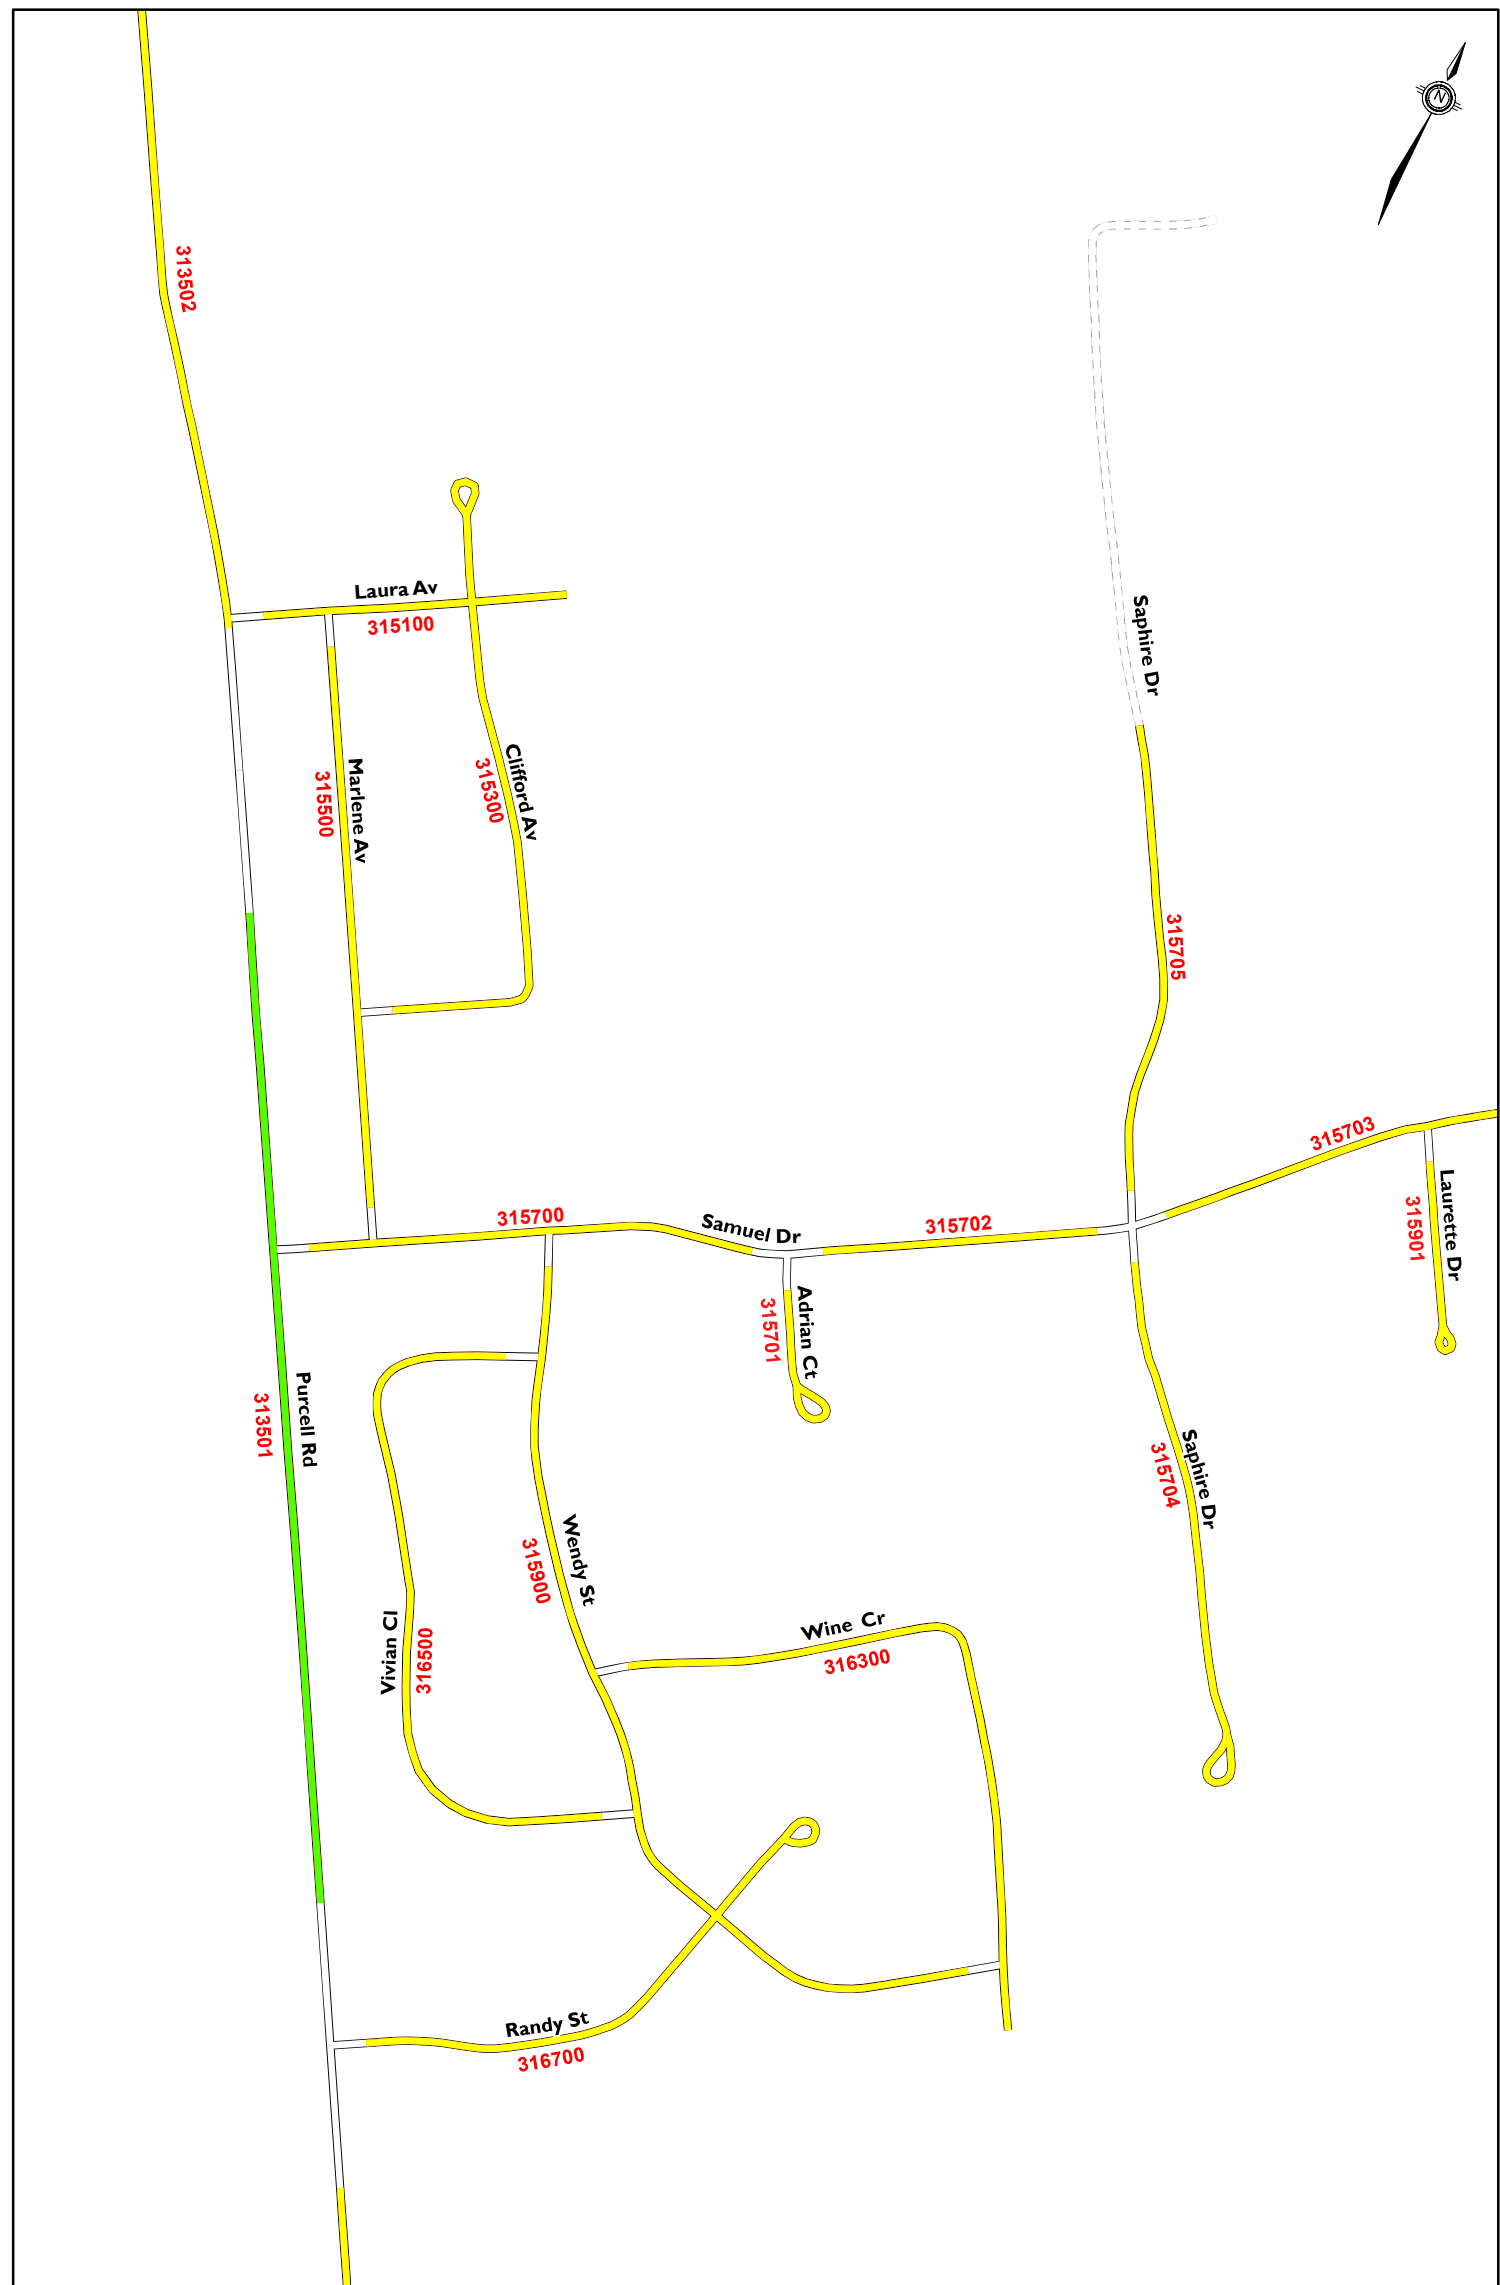 N
313502
Laura Av
315100
Saphire Dr
Clifford Av
315300
Marlene Av
315500
315705
315703
Laurette Dr
315901
315700
Samuel Dr
315702
Adrian Ct
315701
Purcell Rd
313501
Saphire Dr
315704
Wendy St
315900
Vivian Cl
316500
Wine Cr
316300
Randy St
316700